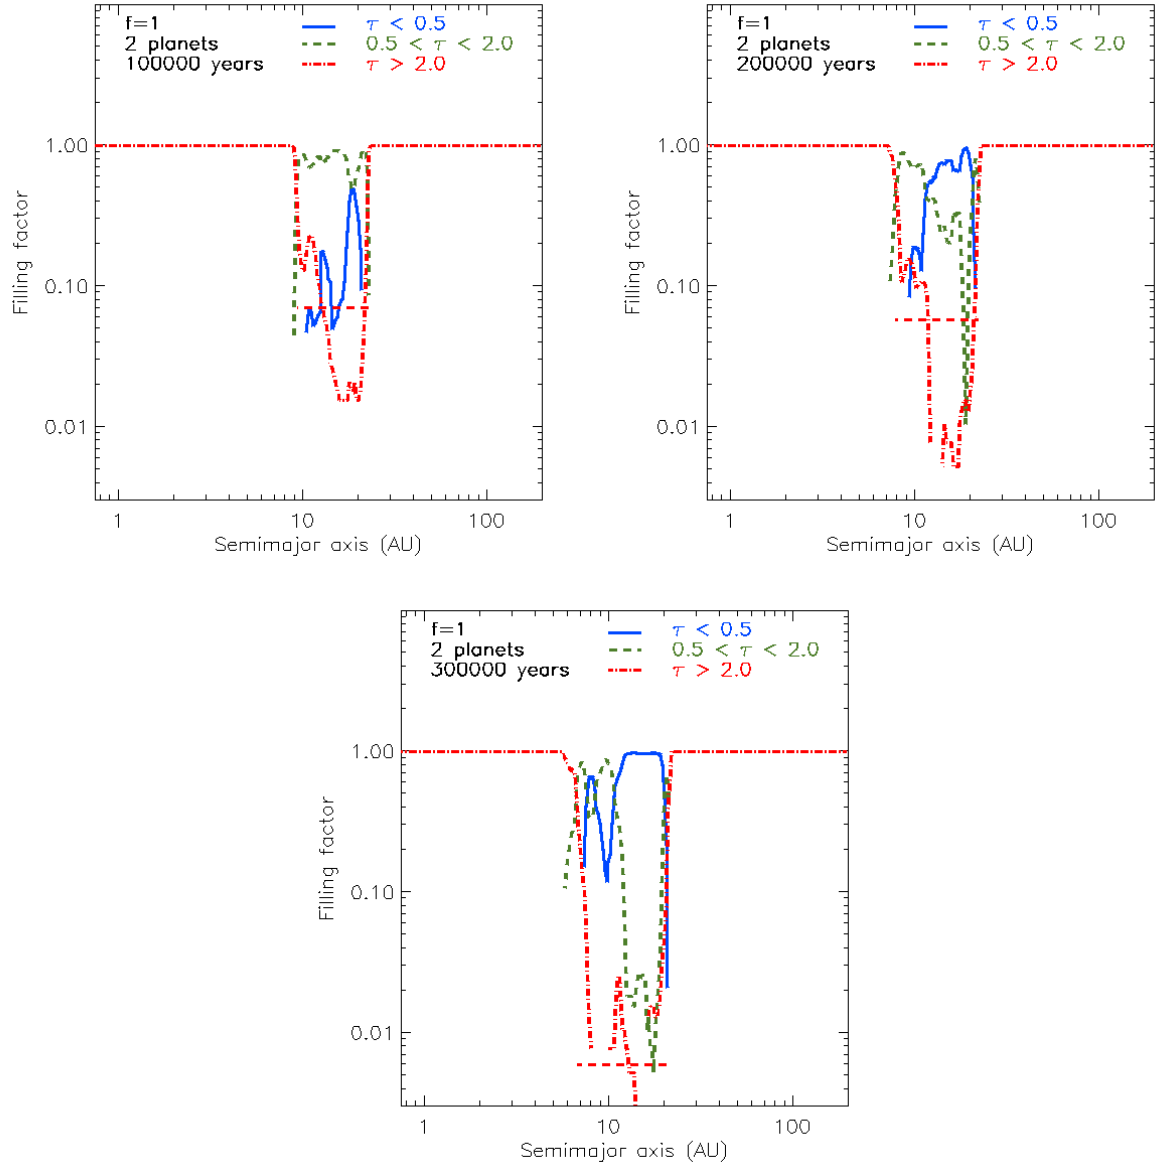 f=1 τ < 0.5
2 planets 0.5 < τ < 2.0
100000 years τ > 2.0
1.00
0.10
0.01
Filling factor
1 10 100
Semimajor axis (AU)
f=1 τ < 0.5
2 planets 0.5 < τ < 2.0
200000 years τ > 2.0
1.00
0.10
0.01
Filling factor
1 10 100
Semimajor axis (AU)
f=1 τ < 0.5
2 planets 0.5 < τ < 2.0
300000 years τ > 2.0
1.00
0.10
0.01
Filling factor
1 10 100
Semimajor axis (AU)